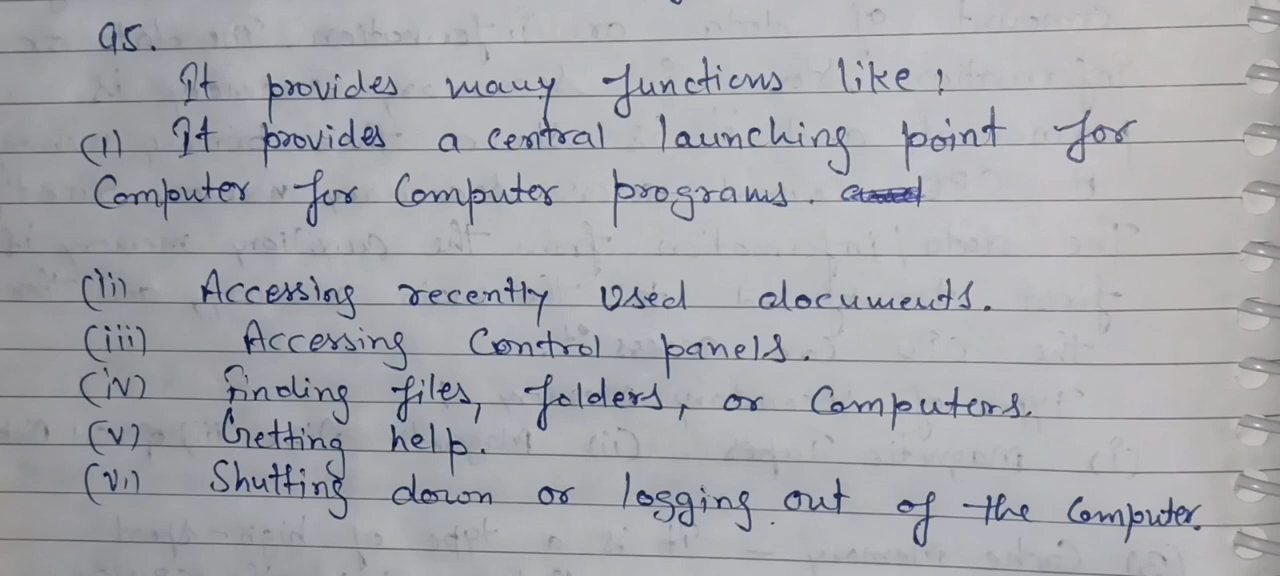 95.
It provides many functions like:
(i) It provides a central launching point for
Computer for Computer programs.
(ii) Accessing recently used documents.
(iii) Accessing Control panels.
(iv) finding files, folders, or Computers.
(v) Getting help.
(vi) Shutting down or logging out of the Computer.